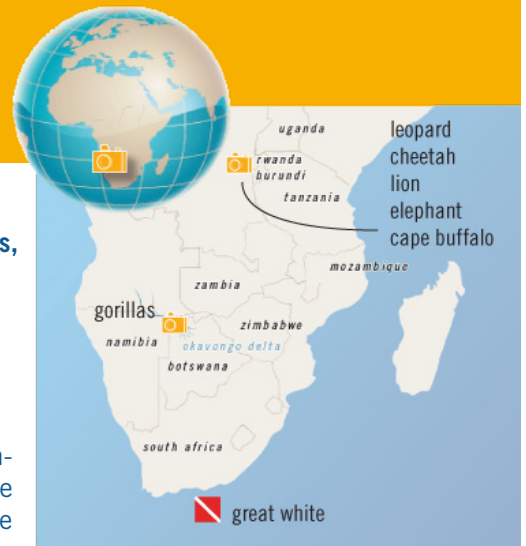 uganda
leopard
cheetah
lion
elephant
cape buffalo
rwanda
burundi
tanzania
s,
mozambique
zambia
gorillas
zimbabwe
namibia
okavongo delta
botswana
south africa
n-
e
e
great white